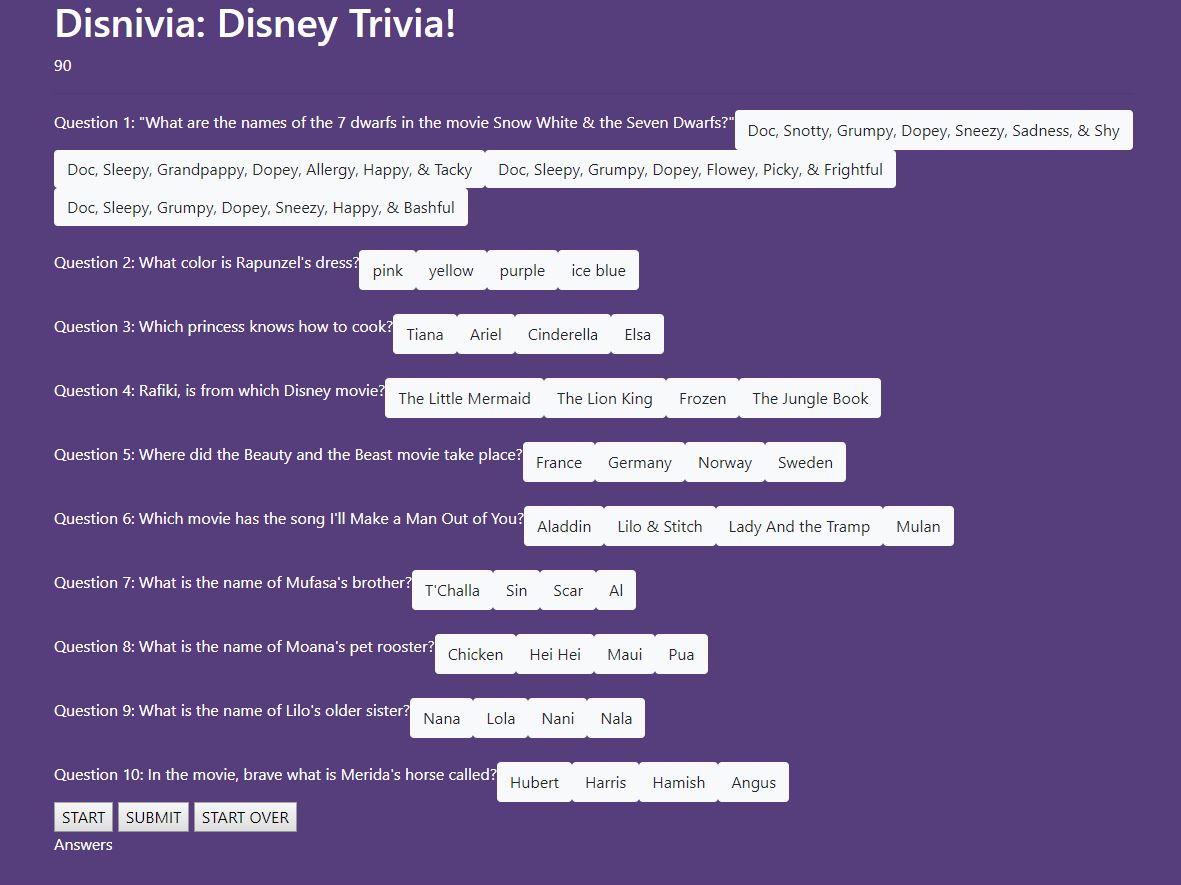 Disnivia: Disney Trivia!
90
Question 1: "What are the names of the 7 dwarfs in the movie Snow White & the Seven Dwarfs?" Doc, Snotty, Grumpy, Dopey, Sneezy, Sadness, & Shy
Doc, Sleepy, Grandpappy, Dopey, Allergy, Happy, & Tacky Doc, Sleepy, Grumpy, Dopey, Flowey, Picky, & Frightful
Doc, Sleepy, Grumpy, Dopey, Sneezy, Happy, & Bashful
Question 2: What color is Rapunzel's dress? pink yellow purple ice blue
Question 3: Which princess knows how to cook? Tiana Ariel Cinderella Elsa
Question 4: Rafiki, is from which Disney movie? The Little Mermaid The Lion King Frozen The Jungle Book
Question 5: Where did the Beauty and the Beast movie take place? France Germany Norway Sweden
Question 6: Which movie has the song I'll Make a Man Out of You? Aladdin Lilo & Stitch Lady And the Tramp Mulan
Question 7: What is the name of Mufasa's brother? T'Challa Sin Scar Al
Question 8: What is the name of Moana's pet rooster? Chicken Hei Hei Maui Pua
Question 9: What is the name of Lilo's older sister? Nana Lola Nani Nala
Question 10: In the movie, brave what is Merida's horse called? Hubert Harris Hamish Angus
START SUBMIT START OVER
Answers